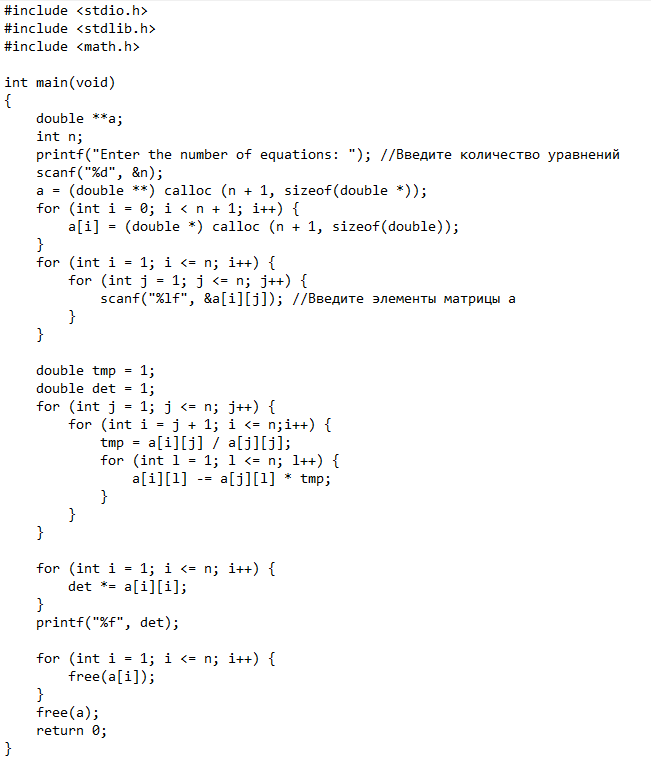 #include <stdio.h>
#include <stdlib.h>
#include <math.h>

int main(void)
{
    double **a;
    int n;
    printf("Enter the number of equations: "); //Введите количество уравнений
    scanf("%d", &n);
    a = (double **) calloc (n + 1, sizeof(double *));
    for (int i = 0; i < n + 1; i++) {
        a[i] = (double *) calloc (n + 1, sizeof(double));
    }
    for (int i = 1; i <= n; i++) {
        for (int j = 1; j <= n; j++) {
            scanf("%lf", &a[i][j]); //Введите элементы матрицы a
        }
    }

    double tmp = 1;
    double det = 1;
    for (int j = 1; j <= n; j++) {
        for (int i = j + 1; i <= n;i++) {
            tmp = a[i][j] / a[j][j];
            for (int l = 1; l <= n; l++) {
                a[i][l] -= a[j][l] * tmp;
            }
        }
    }

    for (int i = 1; i <= n; i++) {
        det *= a[i][i];
    }
    printf("%f", det);

    for (int i = 1; i <= n; i++) {
        free(a[i]);
    }
    free(a);
    return 0;
}